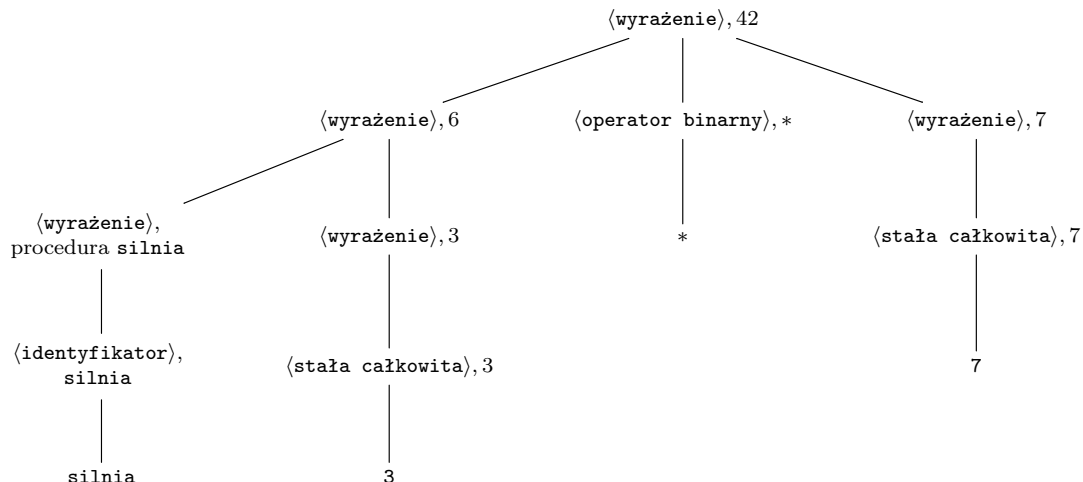 ⟨wyrażenie⟩, 42
⟨wyrażenie⟩, 6
⟨operator binarny⟩, *
⟨wyrażenie⟩, 7
⟨wyrażenie⟩,
procedura silnia
⟨wyrażenie⟩, 3
*
⟨stała całkowita⟩, 7
⟨identyfikator⟩,
silnia
⟨stała całkowita⟩, 3
7
silnia
3